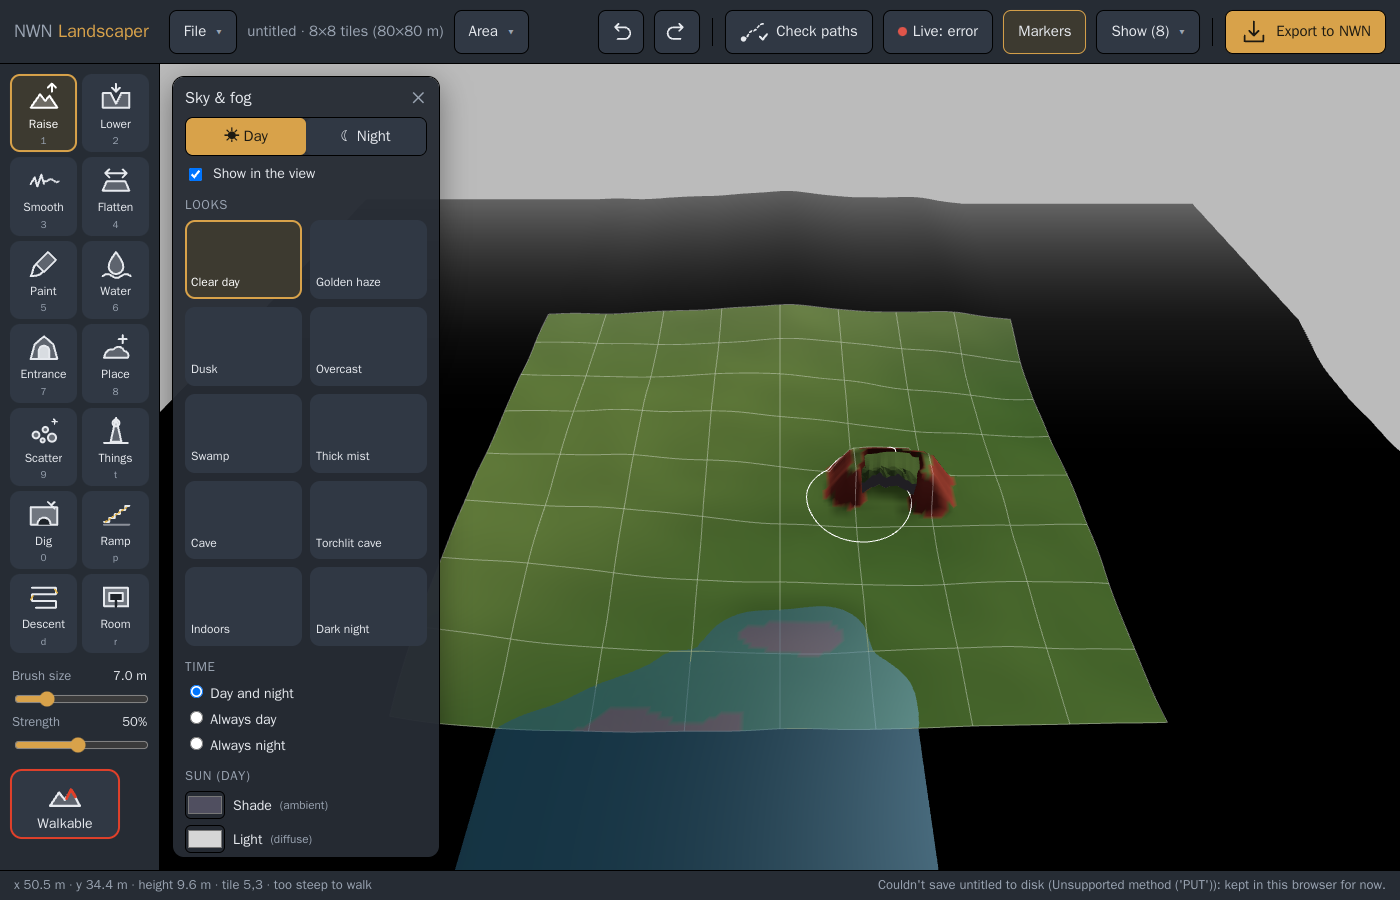 NWN Landscaper
File
untitled · 8×8 tiles (80×80 m)
Area
Check paths
Live: error
Markers
Show (8)
Export to NWN
Raise
1
Lower
2
Smooth
3
Flatten
4
Paint
5
Water
6
Entrance
7
Place
8
Scatter
9
Things
t
Dig
0
Ramp
p
Descent
d
Room
r
Brush size 7.0 m
Strength 50%
Walkable
Sky & fog
Day
Night
Show in the view
LOOKS
Clear day
Golden haze
Dusk
Overcast
Swamp
Thick mist
Cave
Torchlit cave
Indoors
Dark night
TIME
Day and night
Always day
Always night
SUN (DAY)
Shade (ambient)
Light (diffuse)
x 50.5 m · y 34.4 m · height 9.6 m · tile 5,3 · too steep to walk
Couldn't save untitled to disk (Unsupported method ('PUT')): kept in this browser for now.